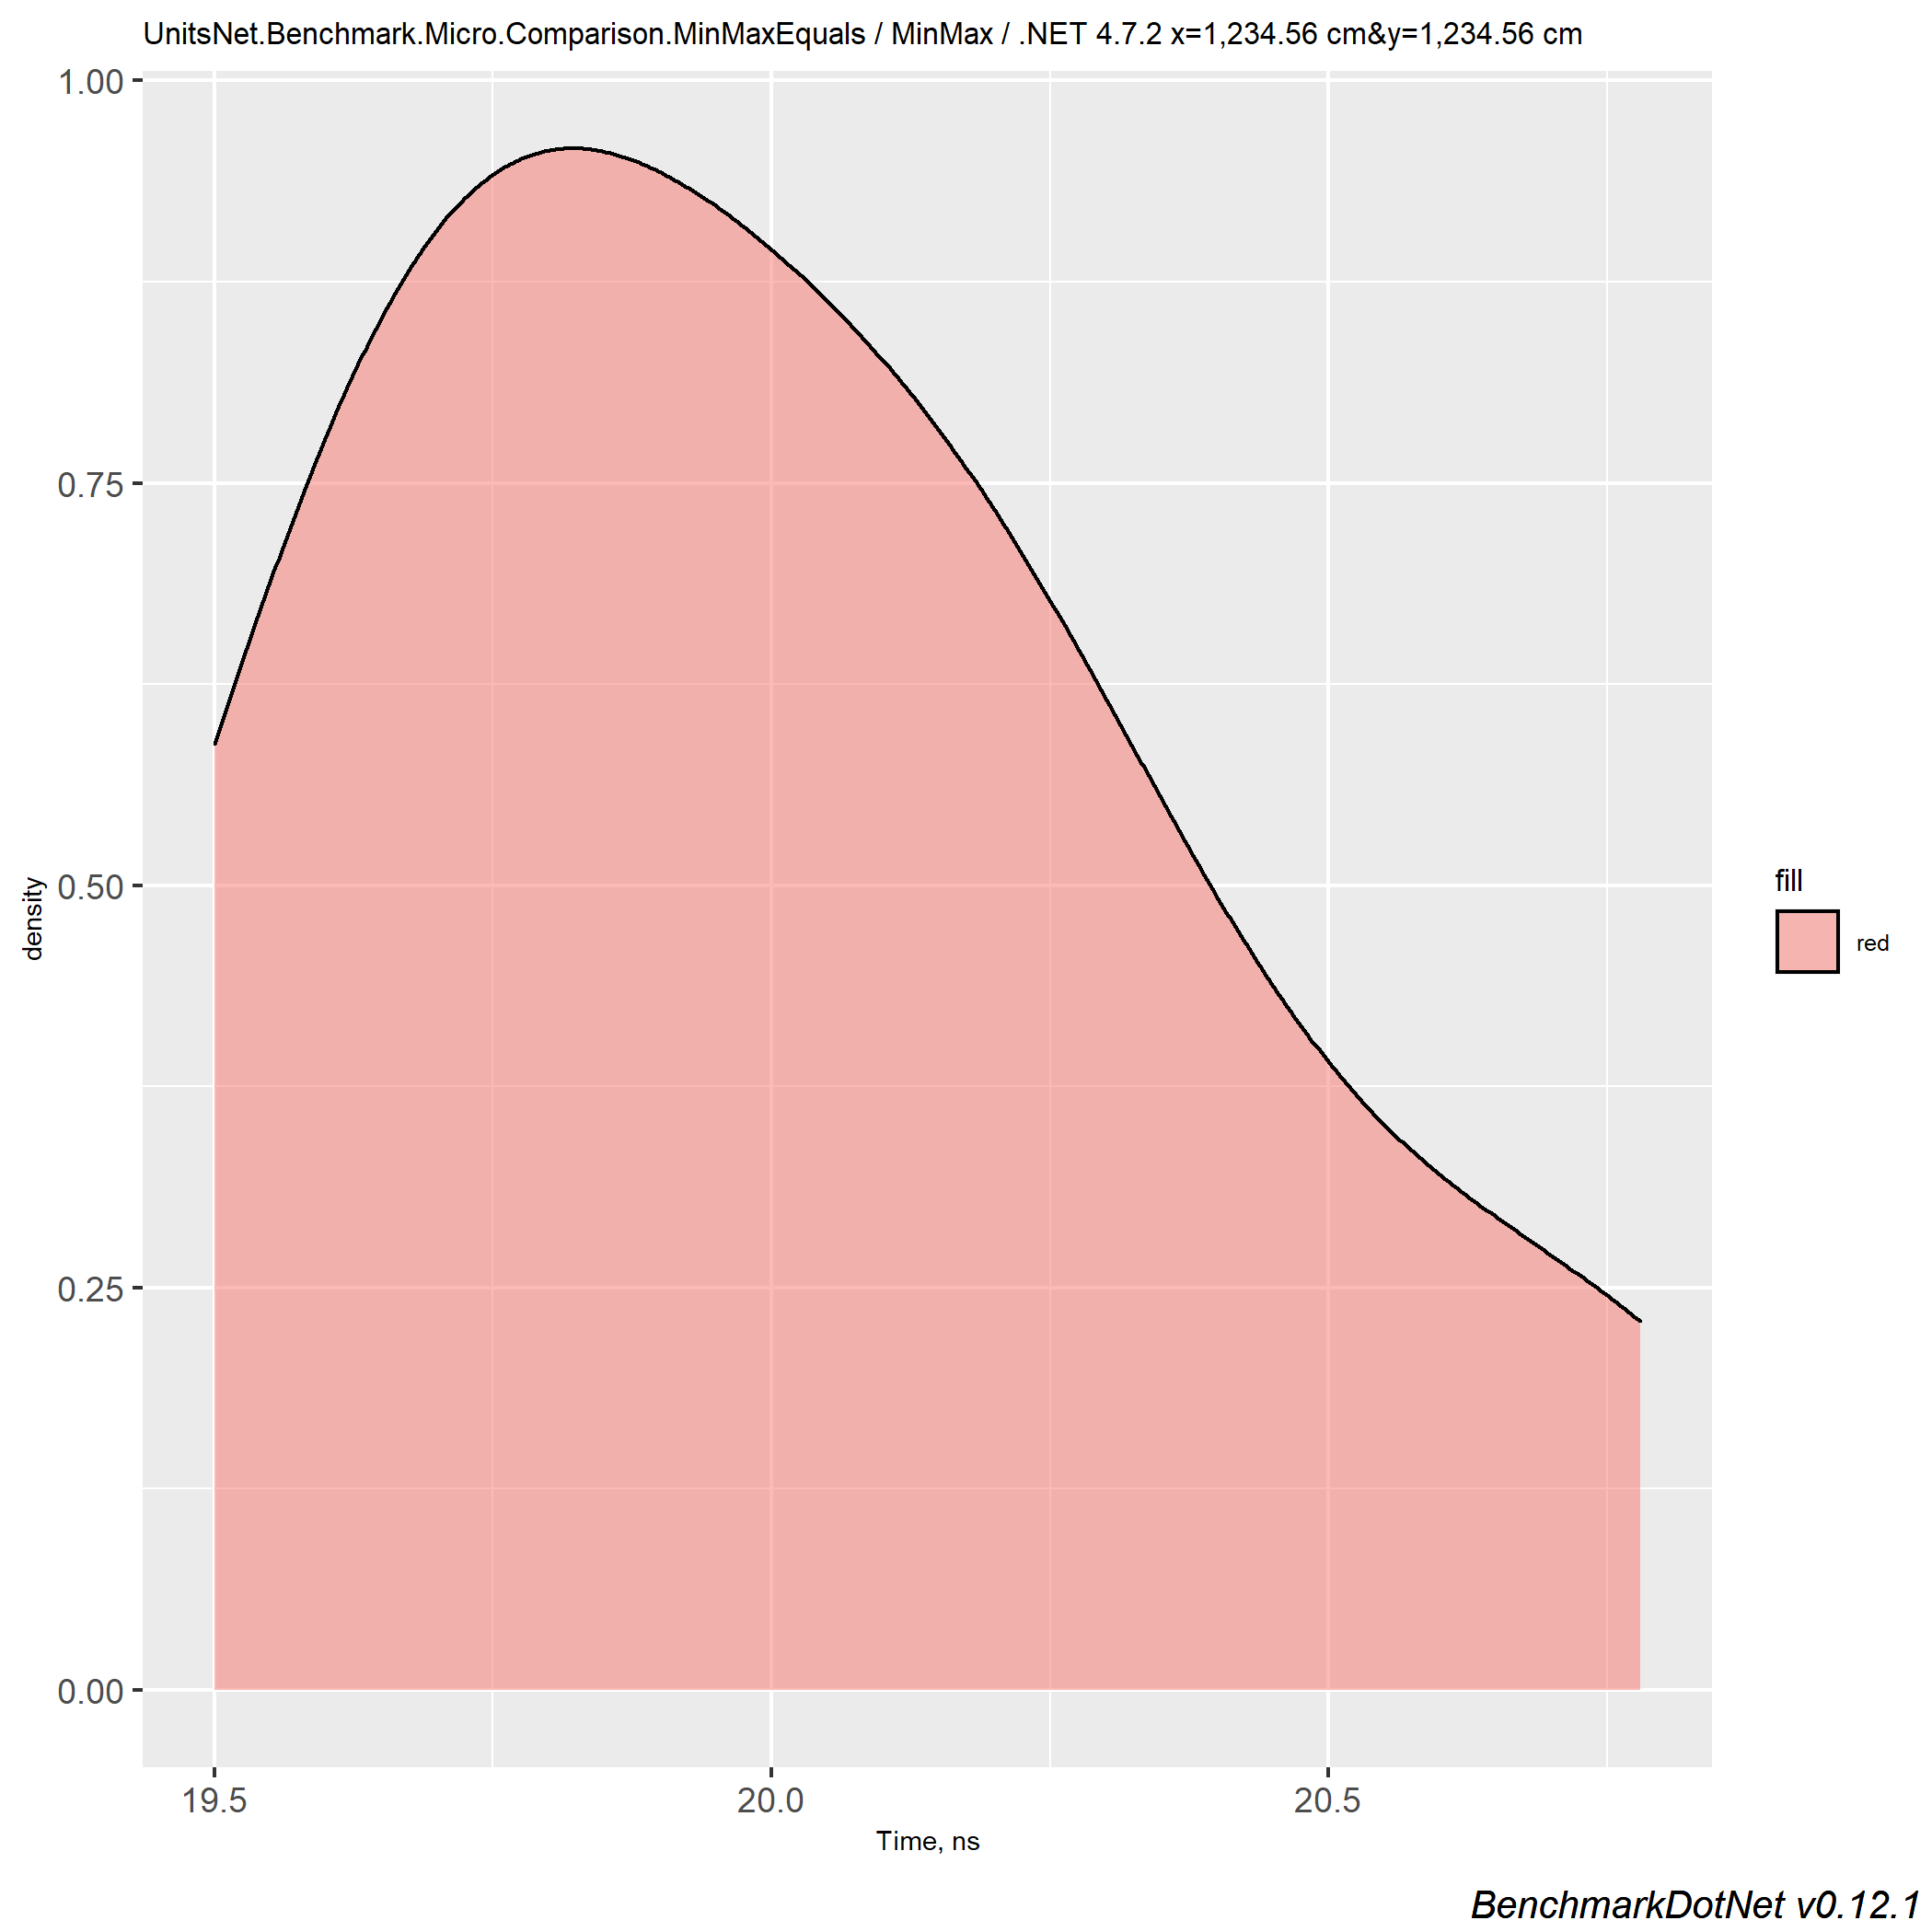 UnitsNet.Benchmark.Micro.Comparison.MinMaxEquals / MinMax / .NET 4.7.2 x=1,234.56 cm&y=1,234.56 cm
1.00
0.75
0.50
0.25
0.00
density
19.5 20.0 20.5
Time, ns
fill
red
BenchmarkDotNet v0.12.1